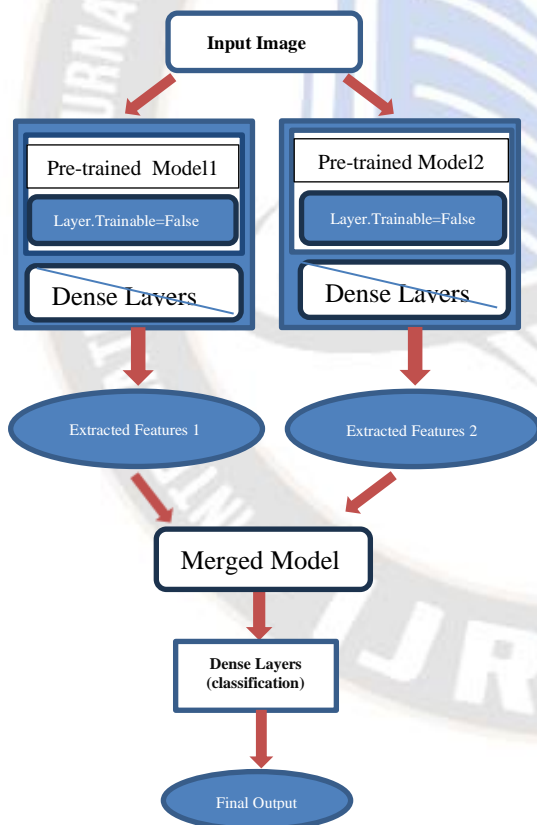 Input Image
Pre-trained Model1
Pre-trained Model2
Layer.Trainable=False
Layer.Trainable=False
Dense Layers
Dense Layers
Extracted Features 1
Extracted Features 2
Merged Model
Dense Layers
(classification)
Final Output